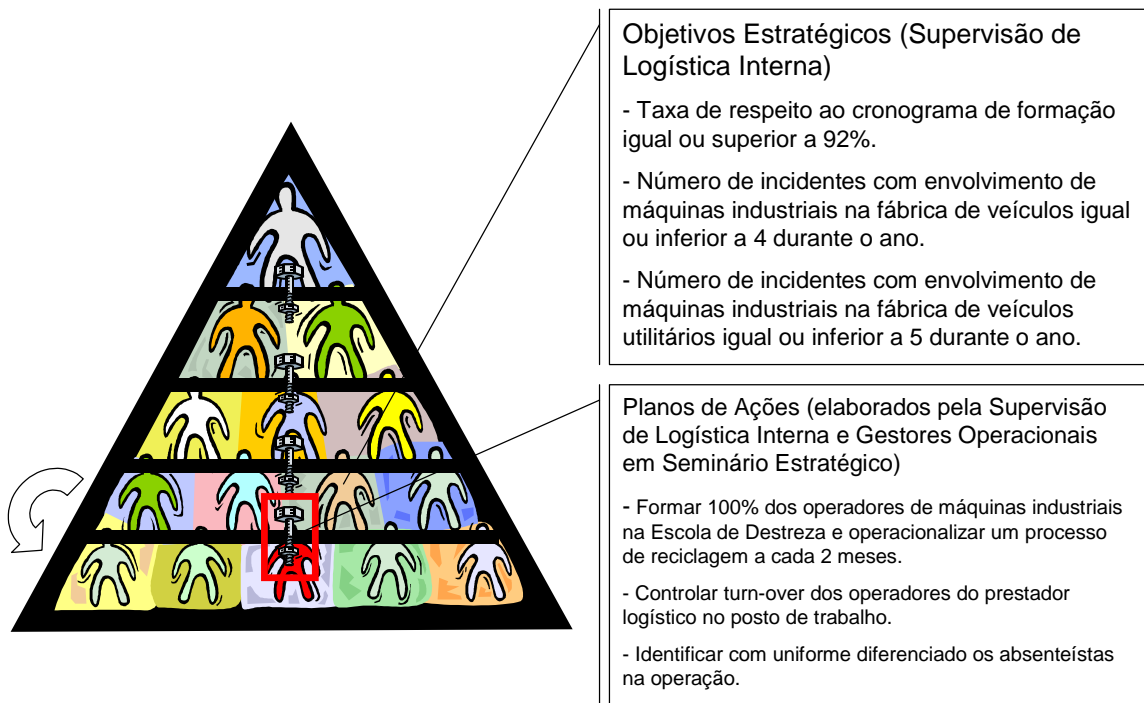 Objetivos Estratégicos (Supervisão de
Logística Interna)
- Taxa de respeito ao cronograma de formação
igual ou superior a 92%.
- Número de incidentes com envolvimento de
máquinas industriais na fábrica de veículos igual
ou inferior a 4 durante o ano.
- Número de incidentes com envolvimento de
máquinas industriais na fábrica de veículos
utilitários igual ou inferior a 5 durante o ano.
Planos de Ações (elaborados pela Supervisão
de Logística Interna e Gestores Operacionais
em Seminário Estratégico)
- Formar 100% dos operadores de máquinas industriais
na Escola de Destreza e operacionalizar um processo
de reciclagem a cada 2 meses.
- Controlar turn-over dos operadores do prestador
logístico no posto de trabalho.
- Identificar com uniforme diferenciado os absenteístas
na operação.